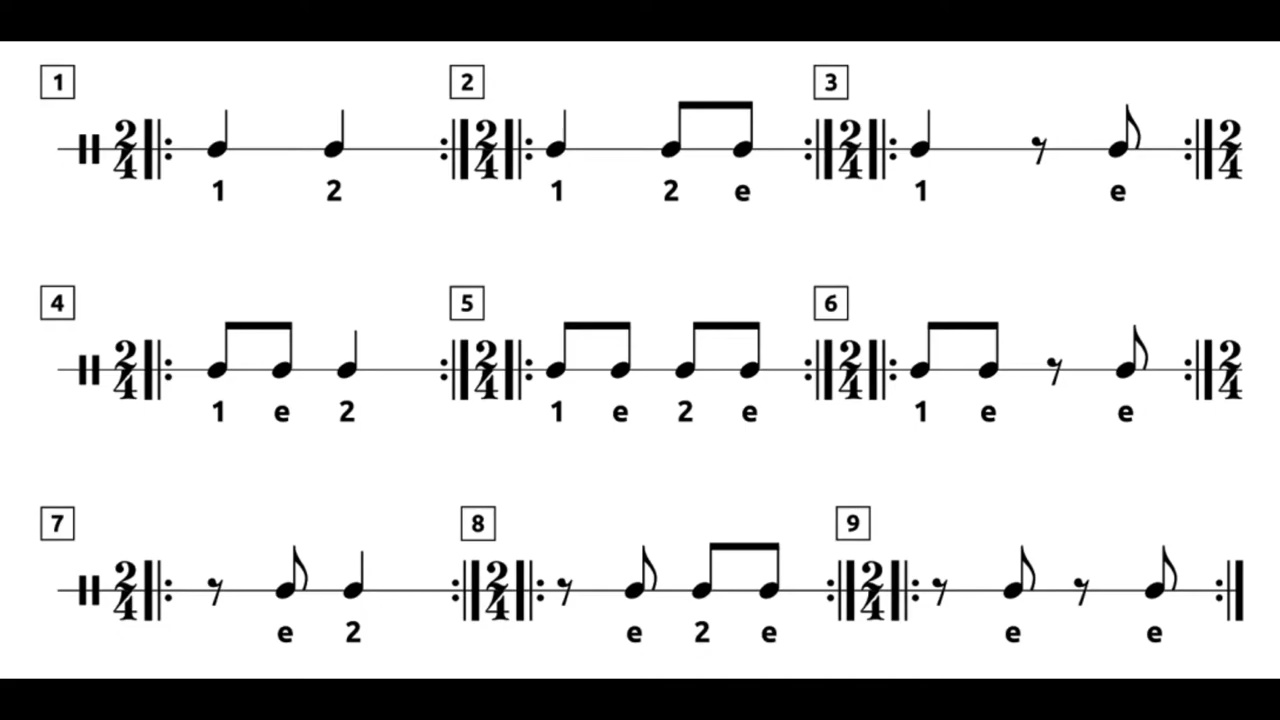 1 2 3
2/4 2/4 2/4 2/4
1 2 1 2 e 1 e
4 5 6
2/4 2/4 2/4 2/4
1 e 2 1 e 2 e 1 e e
7 8 9
2/4 2/4 2/4
e 2 e 2 e e e